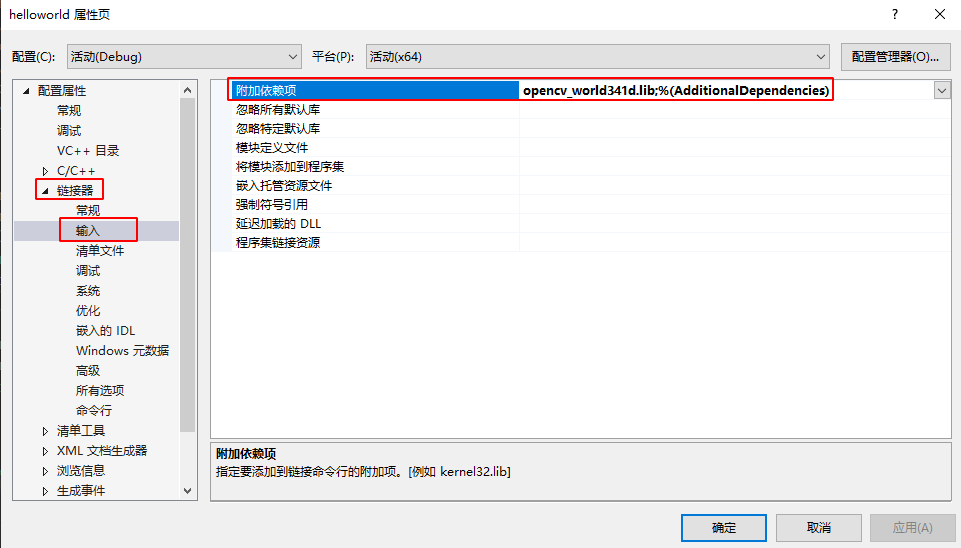 helloworld 属性页
配置(C): 活动(Debug) 平台(P): 活动(x64) 配置管理器(O)...
配置属性
常规
调试
VC++ 目录
C/C++
链接器
常规
输入
清单文件
调试
系统
优化
嵌入的 IDL
Windows 元数据
高级
所有选项
命令行
清单工具
XML 文档生成器
浏览信息
生成事件
附加依赖项 opencv_world341d.lib;%(AdditionalDependencies)
忽略所有默认库
忽略特定默认库
模块定义文件
将模块添加到程序集
嵌入托管资源文件
强制符号引用
延迟加载的 DLL
程序集链接资源
附加依赖项
指定要添加到链接命令行的附加项。[例如 kernel32.lib]
确定 取消 应用(A)